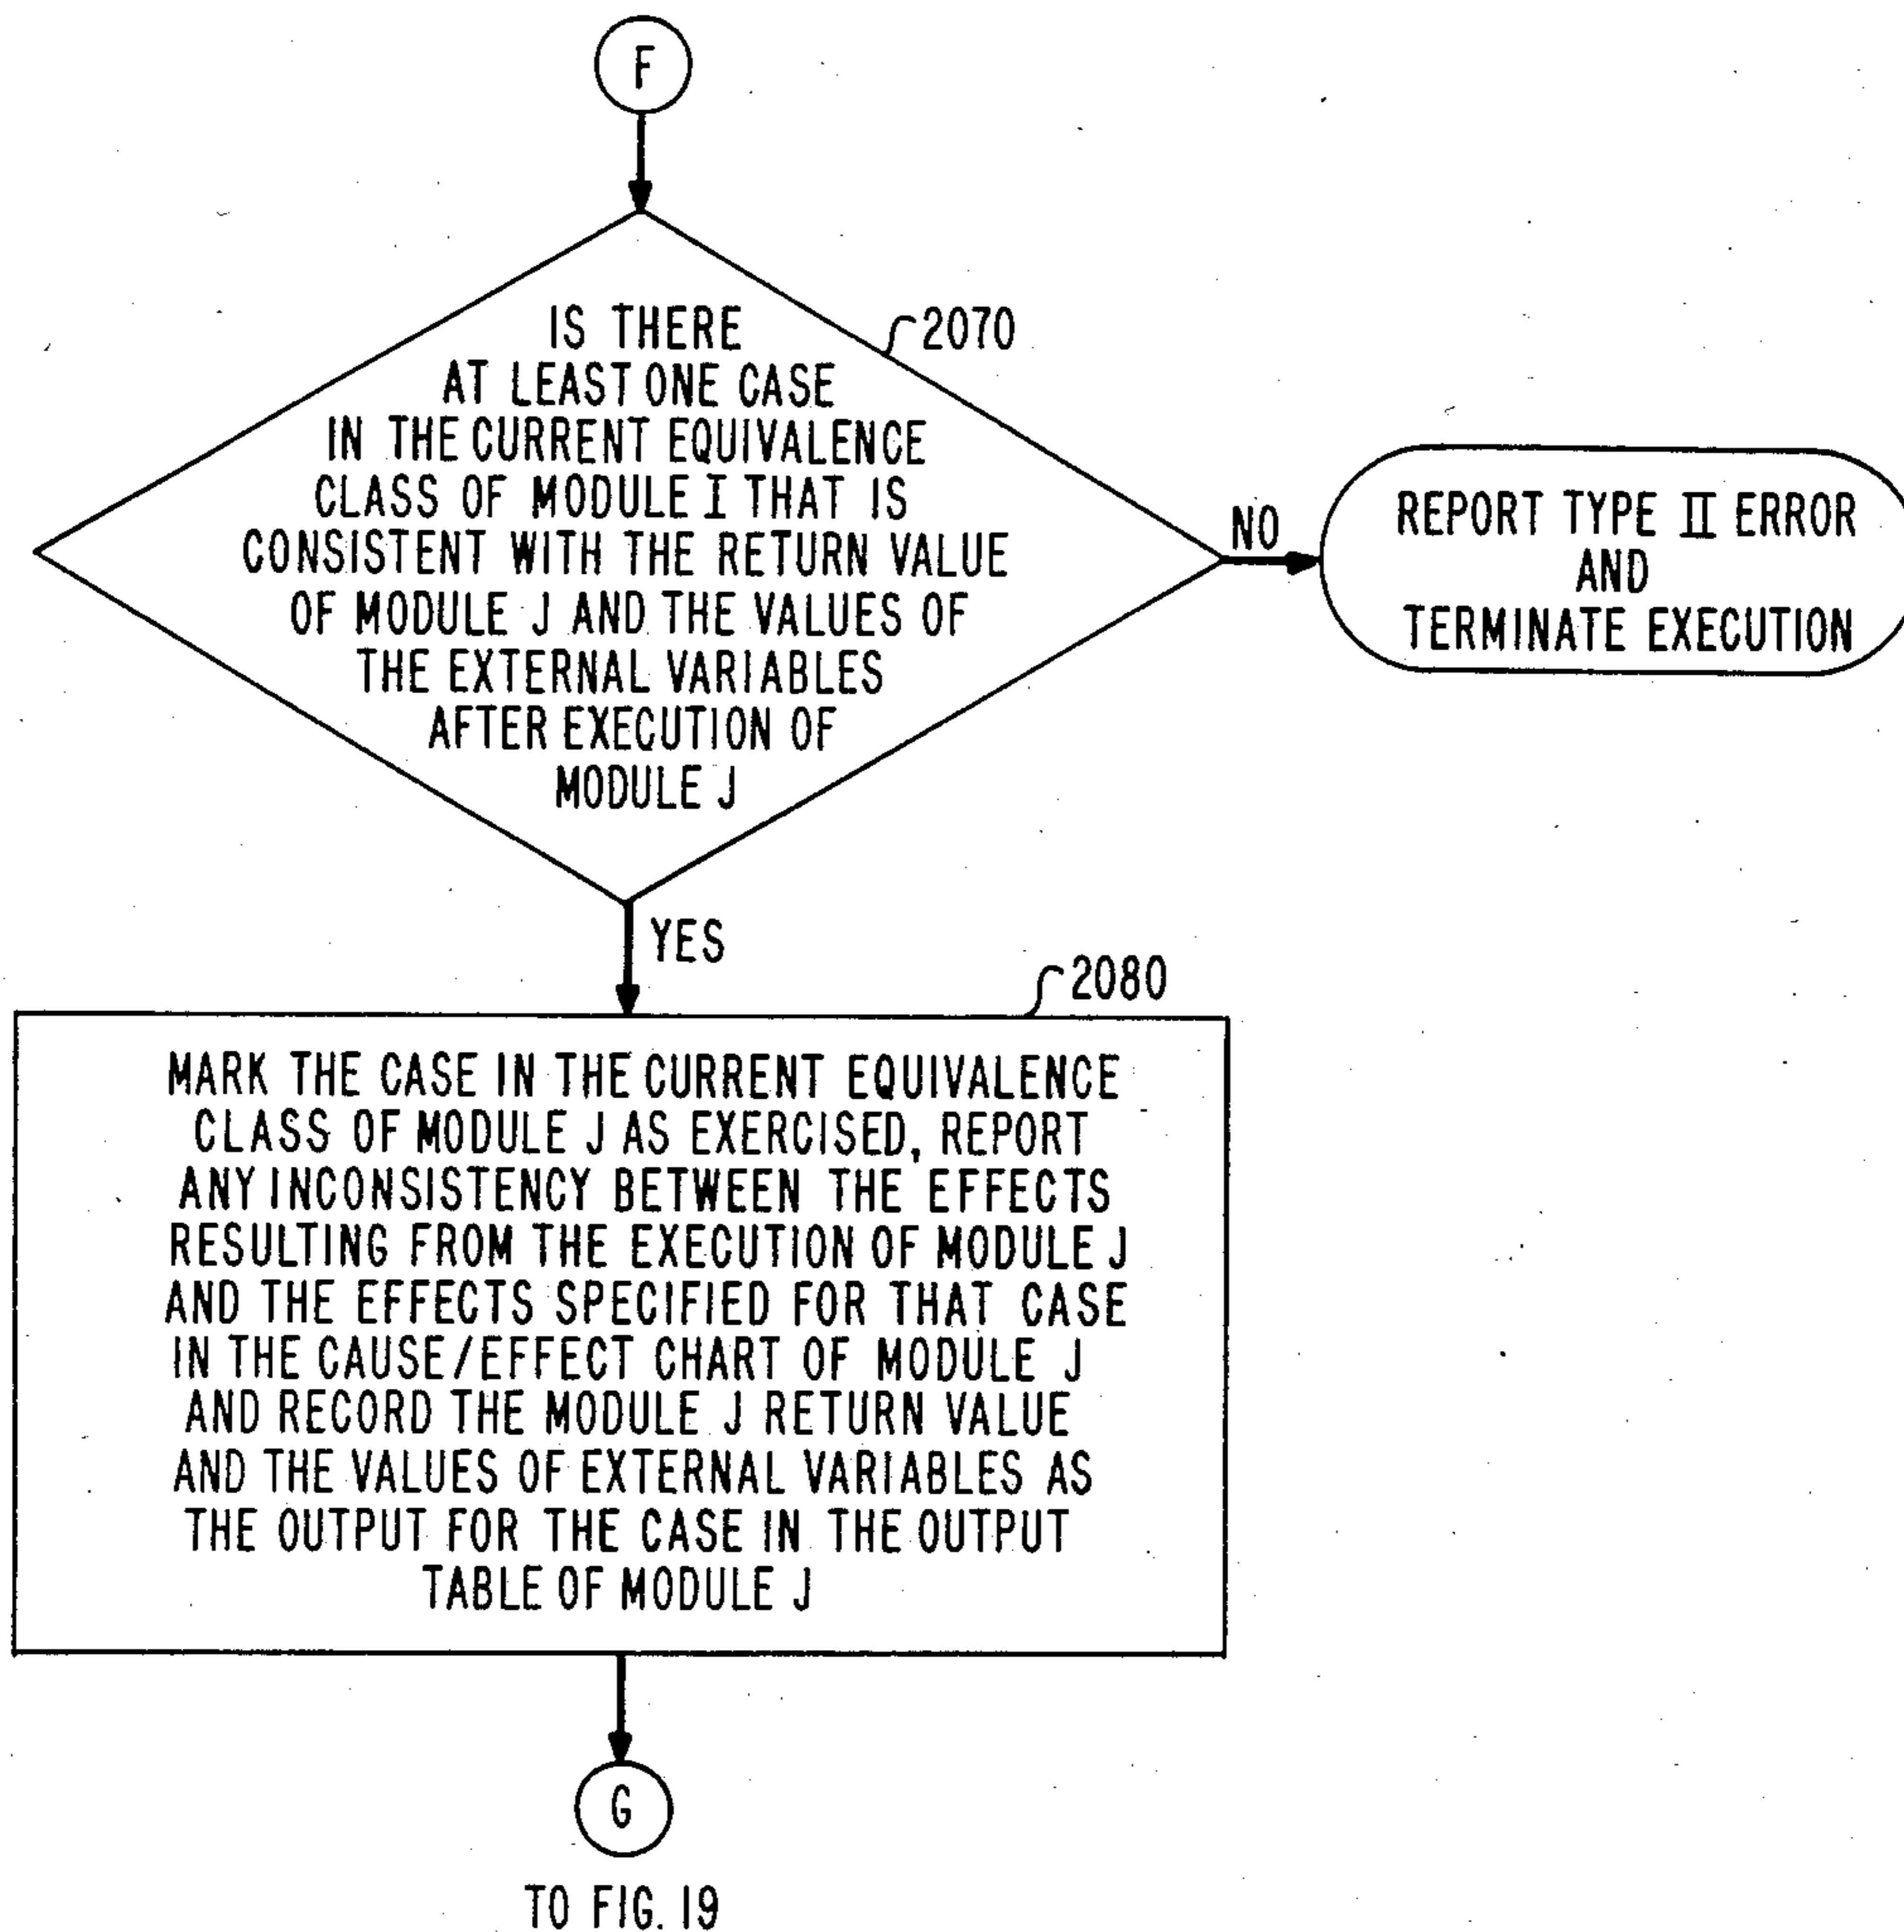 F
IS THERE
AT LEAST ONE CASE
IN THE CURRENT EQUIVALENCE
CLASS OF MODULE I THAT IS
CONSISTENT WITH THE RETURN VALUE
OF MODULE J AND THE VALUES OF
THE EXTERNAL VARIABLES
AFTER EXECUTION OF
MODULE J
2070
NO
REPORT TYPE II ERROR
AND
TERMINATE EXECUTION
YES
2080
MARK THE CASE IN THE CURRENT EQUIVALENCE
CLASS OF MODULE J AS EXERCISED, REPORT
ANY INCONSISTENCY BETWEEN THE EFFECTS
RESULTING FROM THE EXECUTION OF MODULE J
AND THE EFFECTS SPECIFIED FOR THAT CASE
IN THE CAUSE/EFFECT CHART OF MODULE J
AND RECORD THE MODULE J RETURN VALUE
AND THE VALUES OF EXTERNAL VARIABLES AS
THE OUTPUT FOR THE CASE IN THE OUTPUT
TABLE OF MODULE J
G
TO FIG. 19